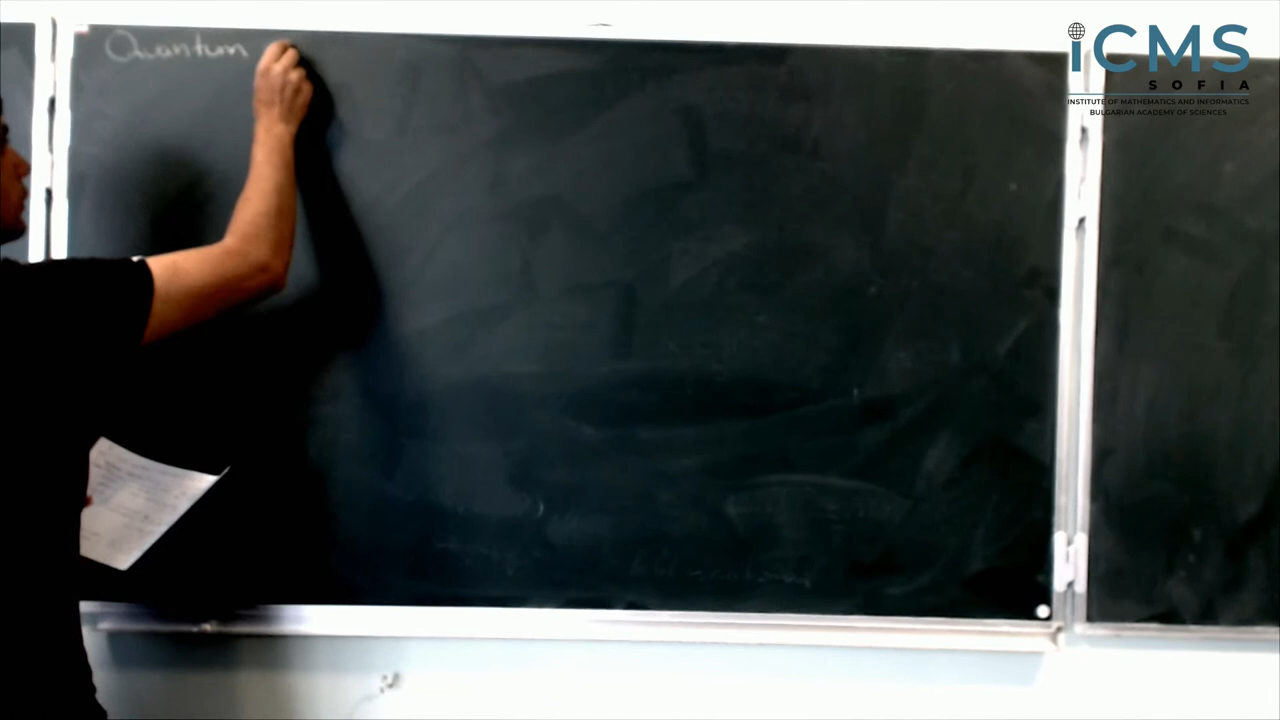 Quantum
iCMS
SOFIA
INSTITUTE OF MATHEMATICS AND INFORMATICS
BULGARIAN ACADEMY OF SCIENCES